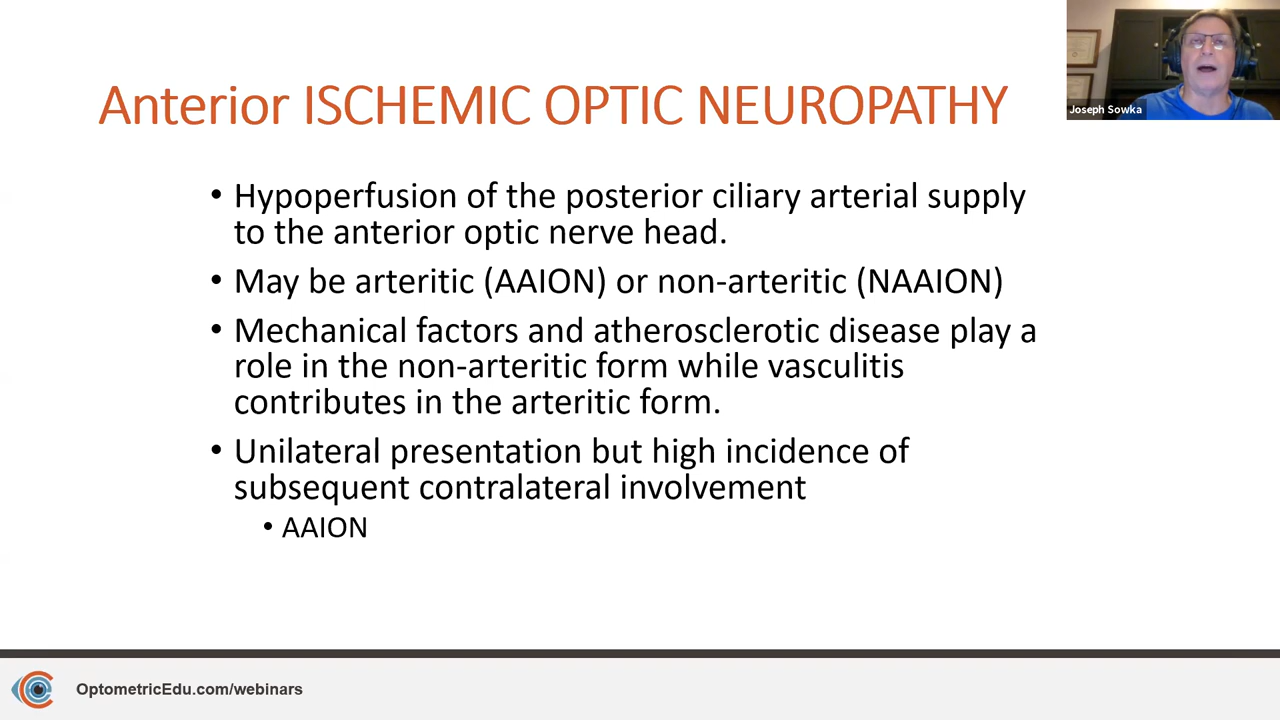 Anterior ISCHEMIC OPTIC NEUROPATHY
Joseph Sowka
• Hypoperfusion of the posterior ciliary arterial supply
to the anterior optic nerve head.
• May be arteritic (AAION) or non-arteritic (NAAION)
• Mechanical factors and atherosclerotic disease play a
role in the non-arteritic form while vasculitis
contributes in the arteritic form.
• Unilateral presentation but high incidence of
subsequent contralateral involvement
• AAION
OptometricEdu.com/webinars